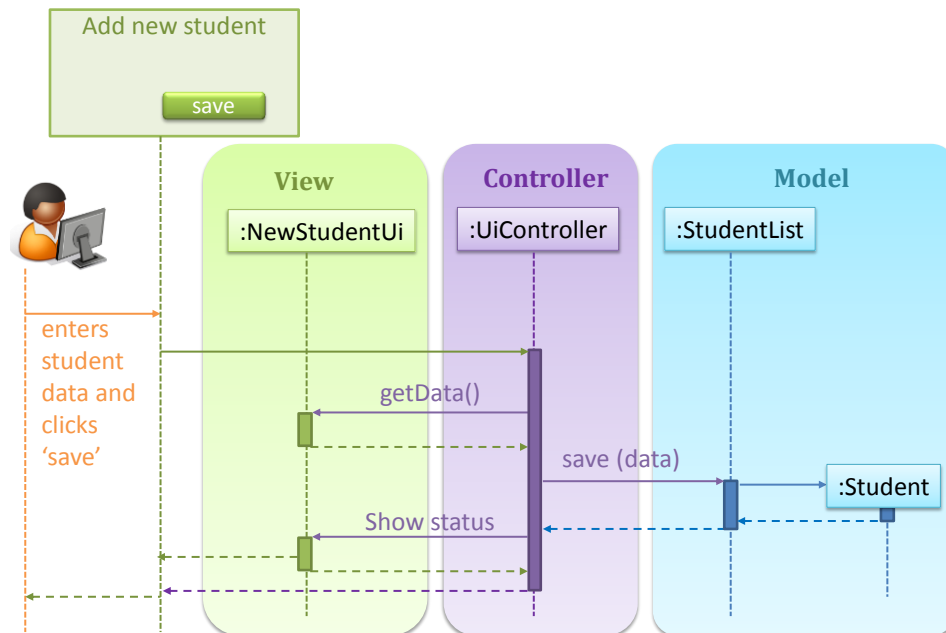 Add new student
save
View
Controller
Model
:NewStudentUi
:UiController
:StudentList
enters
student
data and
clicks
‘save’
getData()
save (data)
:Student
Show status